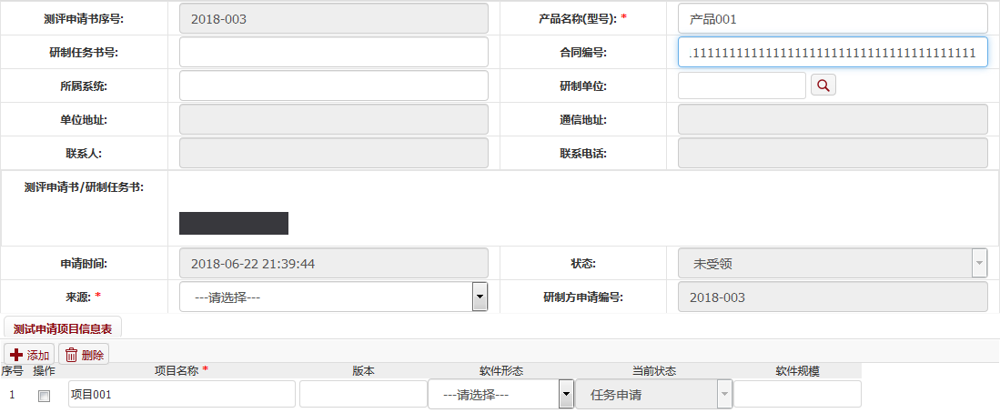 测评申请书序号: 2018-003 产品名称(型号): * 产品001
研制任务书号: 合同编号: .1111111111111111111111111111111111111111
所属系统: 研制单位:
单位地址: 通信地址:
联系人: 联系电话:
测评申请书/研制任务书:
申请时间: 2018-06-22 21:39:44 状态: 未受领
来源: * ---请选择--- 研制方申请编号: 2018-003
测试申请项目信息表
添加 删除
序号 操作 项目名称 * 版本 软件形态 当前状态 软件规模
1 项目001 ---请选择--- 任务申请